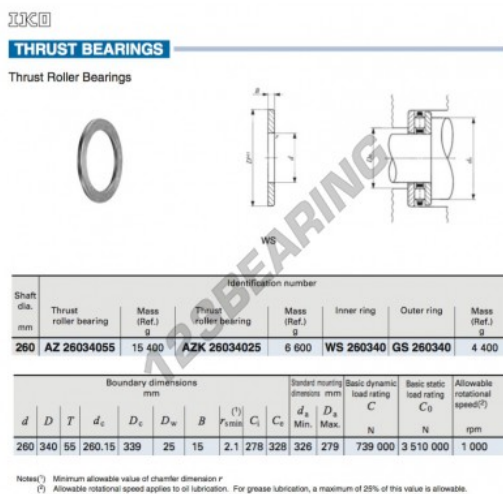 IKO
THRUST BEARINGS
Thrust Roller Bearings
B
r
D
d
Da
da
WS
123BEARING
Shaft dia. mm
Identification number
Thrust roller bearing
Mass (Ref.) g
Thrust roller bearing
Mass (Ref.) g
Inner ring
Outer ring
Mass (Ref.) g
260 AZ 26034055 15 400 AZK 26034025 6 600 WS 260340 GS 260340 4 400
Boundary dimensions mm
Standard mounting dimensions mm
Basic dynamic load rating C N
Basic static load rating C0 N
Allowable rotational speed(2) rpm
d D T dc Dc Dw B rs min(1) Ci Ce da Min. Da Max.
260 340 55 260.15 339 25 15 2.1 278 328 326 279 739 000 3 510 000 1 000
Notes(1) Minimum allowable value of chamfer dimension r
(2) Allowable rotational speed applies to oil lubrication. For grease lubrication, a maximum of 25% of this value is allowable.